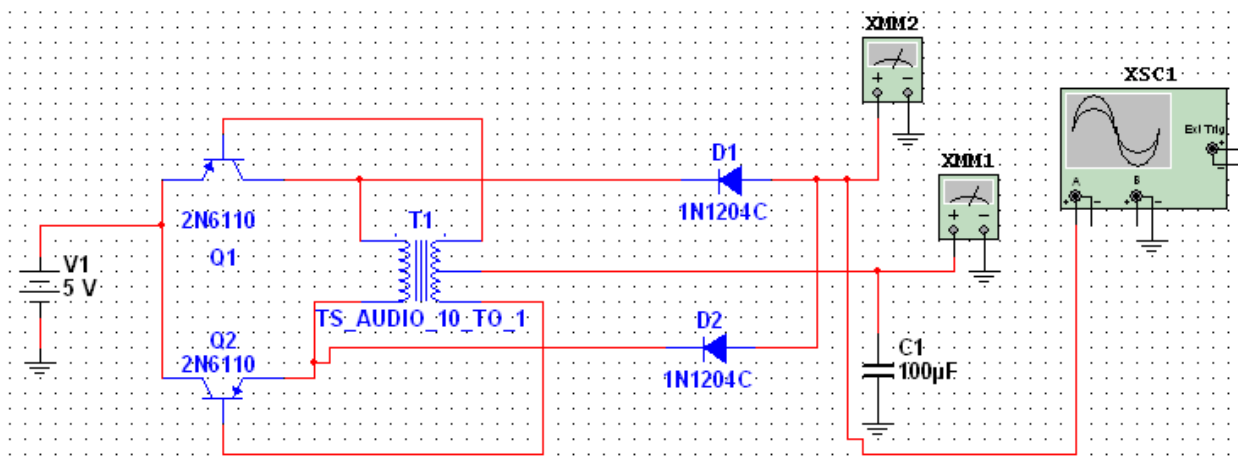 XMM2
+ −
XSC1
Ext Trig
+
−
A B
+ − + −
XMM1
+ −
D1
1N1204C
2N6110
Q1
T1
TS_AUDIO_10_TO_1
V1
5 V
Q2
2N6110
D2
1N1204C
C1
100µF